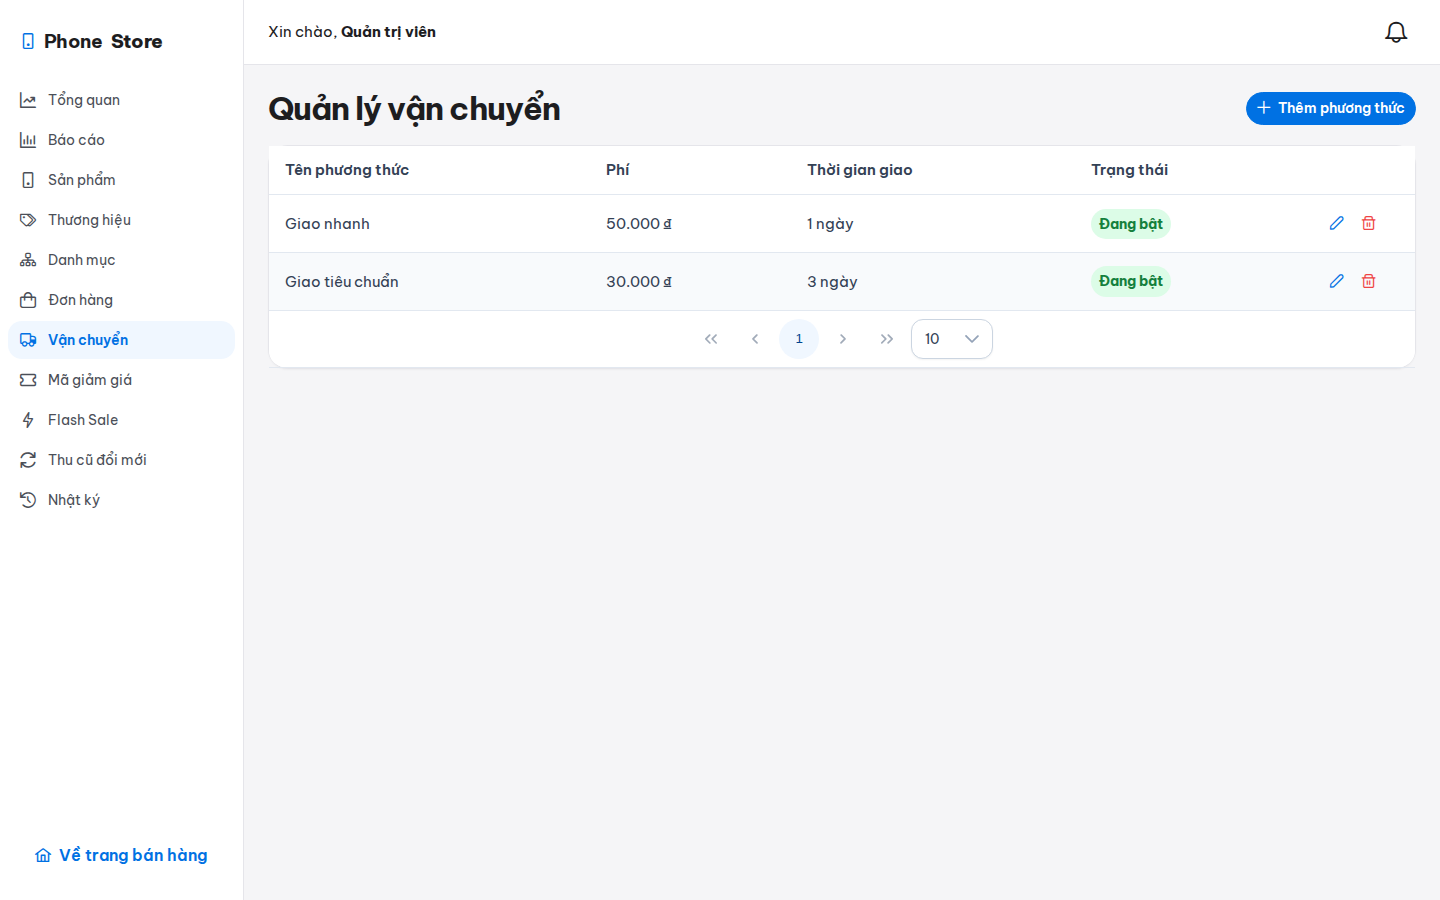 Phone Store
Tổng quan
Báo cáo
Sản phẩm
Thương hiệu
Danh mục
Đơn hàng
Vận chuyển
Mã giảm giá
Flash Sale
Thu cũ đổi mới
Nhật ký
Về trang bán hàng
Xin chào, Quản trị viên
Quản lý vận chuyển
Thêm phương thức
Tên phương thức Phí Thời gian giao Trạng thái
Giao nhanh 50.000 ₫ 1 ngày Đang bật
Giao tiêu chuẩn 30.000 ₫ 3 ngày Đang bật
1 10